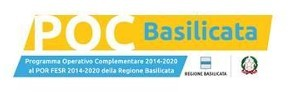 POC Basilicata
Programma Operativo Complementare 2014-2020
al POR FESR 2014-2020 della Regione Basilicata
REGIONE BASILICATA